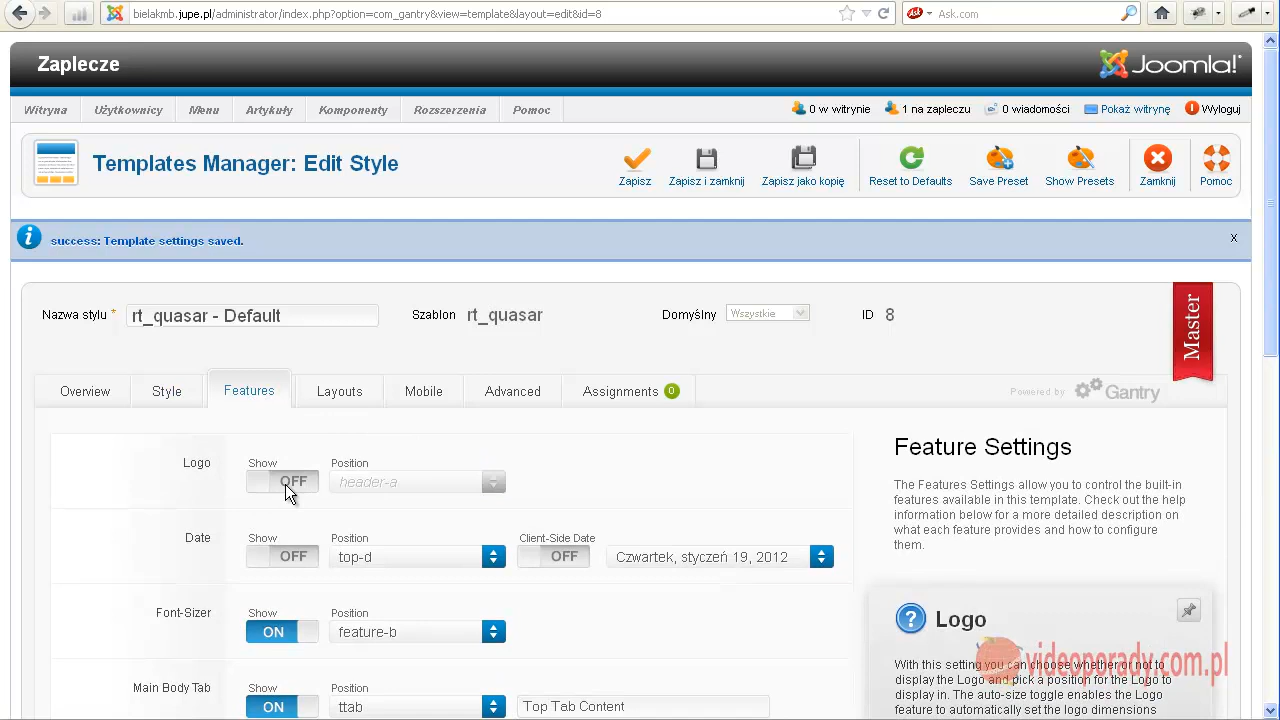 bielakmb.jupe.pl/administrator/index.php?option=com_gantry&view=template&layout=edit&id=8
ask Ask.com
Zaplecze
Joomla!
Witryna Użytkownicy Menu Artykuły Komponenty Rozszerzenia Pomoc
0 w witrynie 1 na zapleczu 0 wiadomości Pokaż witrynę Wyloguj
Templates Manager: Edit Style
Zapisz Zapisz i zamknij Zapisz jako kopię Reset to Defaults Save Preset Show Presets Zamknij Pomoc
success: Template settings saved. x
Nazwa stylu * rt_quasar - Default Szablon rt_quasar Domyślny Wszystkie ID 8
Master
Overview Style Features Layouts Mobile Advanced Assignments 0
Powered by Gantry
Logo Show OFF Position header-a
Date Show OFF Position top-d Client-Side Date OFF Czwartek, styczeń 19, 2012
Font-Sizer Show ON Position feature-b
Main Body Tab Show ON Position ttab Top Tab Content
Feature Settings
The Features Settings allow you to control the built-in
features available in this template. Check out the help
information below for a more detailed description on
what each feature provides and how to configure
them.
? Logo
With this setting you can choose whether or not to
display the Logo and pick a position for the Logo to
display in. The auto-size toggle enables the Logo
feature to automatically set the logo dimensions
videoporady.com.pl